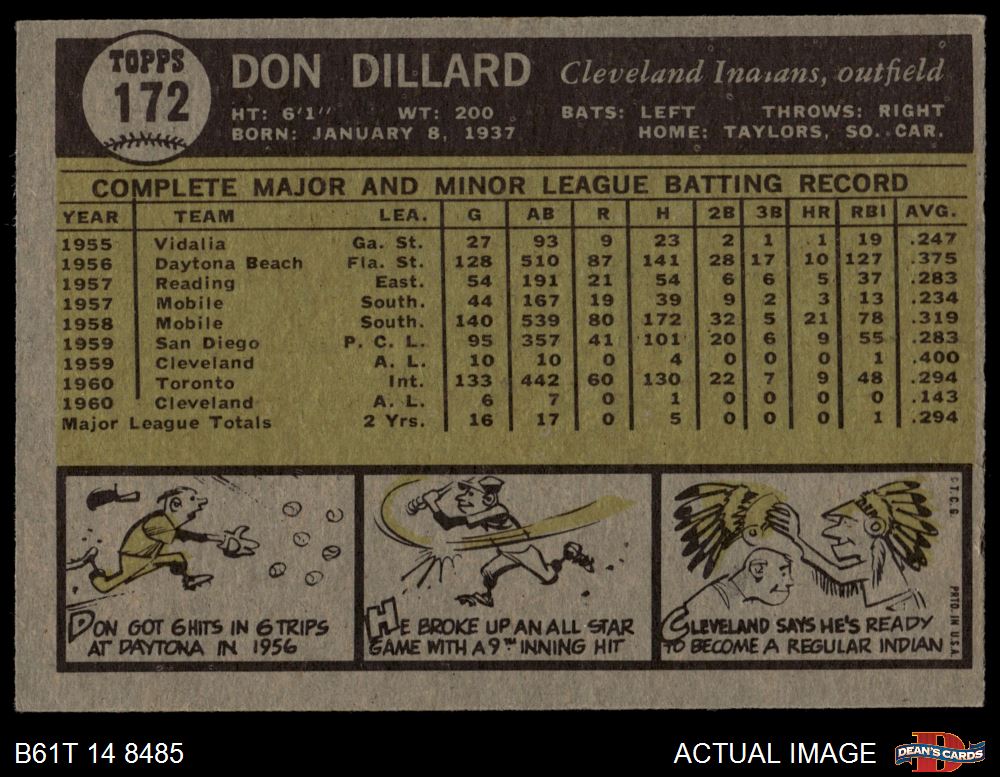 TOPPS
172
DON DILLARD Cleveland Indians, outfield
HT: 6'1" WT: 200 BATS: LEFT THROWS: RIGHT
BORN: JANUARY 8, 1937 HOME: TAYLORS, SO. CAR.
COMPLETE MAJOR AND MINOR LEAGUE BATTING RECORD
YEAR TEAM LEA. G AB R H 2B 3B HR RBI AVG.
1955 Vidalia Ga. St. 27 93 9 23 2 1 1 19 .247
1956 Daytona Beach Fla. St. 128 510 87 141 28 17 10 127 .375
1957 Reading East. 54 191 21 54 6 6 5 37 .283
1957 Mobile South. 44 167 19 39 9 2 3 13 .234
1958 Mobile South. 140 539 80 172 32 5 21 78 .319
1959 San Diego P. C. L. 95 357 41 101 20 6 9 55 .283
1959 Cleveland A. L. 10 10 0 4 0 0 0 1 .400
1960 Toronto Int. 133 442 60 130 22 7 9 48 .294
1960 Cleveland A. L. 6 7 0 1 0 0 0 0 .143
Major League Totals 2 Yrs. 16 17 0 5 0 0 0 1 .294
DON GOT 6 HITS IN 6 TRIPS
AT DAYTONA IN 1956
HE BROKE UP AN ALL STAR
GAME WITH A 9TH INNING HIT
CLEVELAND SAYS HE'S READY
TO BECOME A REGULAR INDIAN
© T.C.G.
PRTD. IN U.S.A.
B61T 14 8485
ACTUAL IMAGE
DEAN'S CARDS